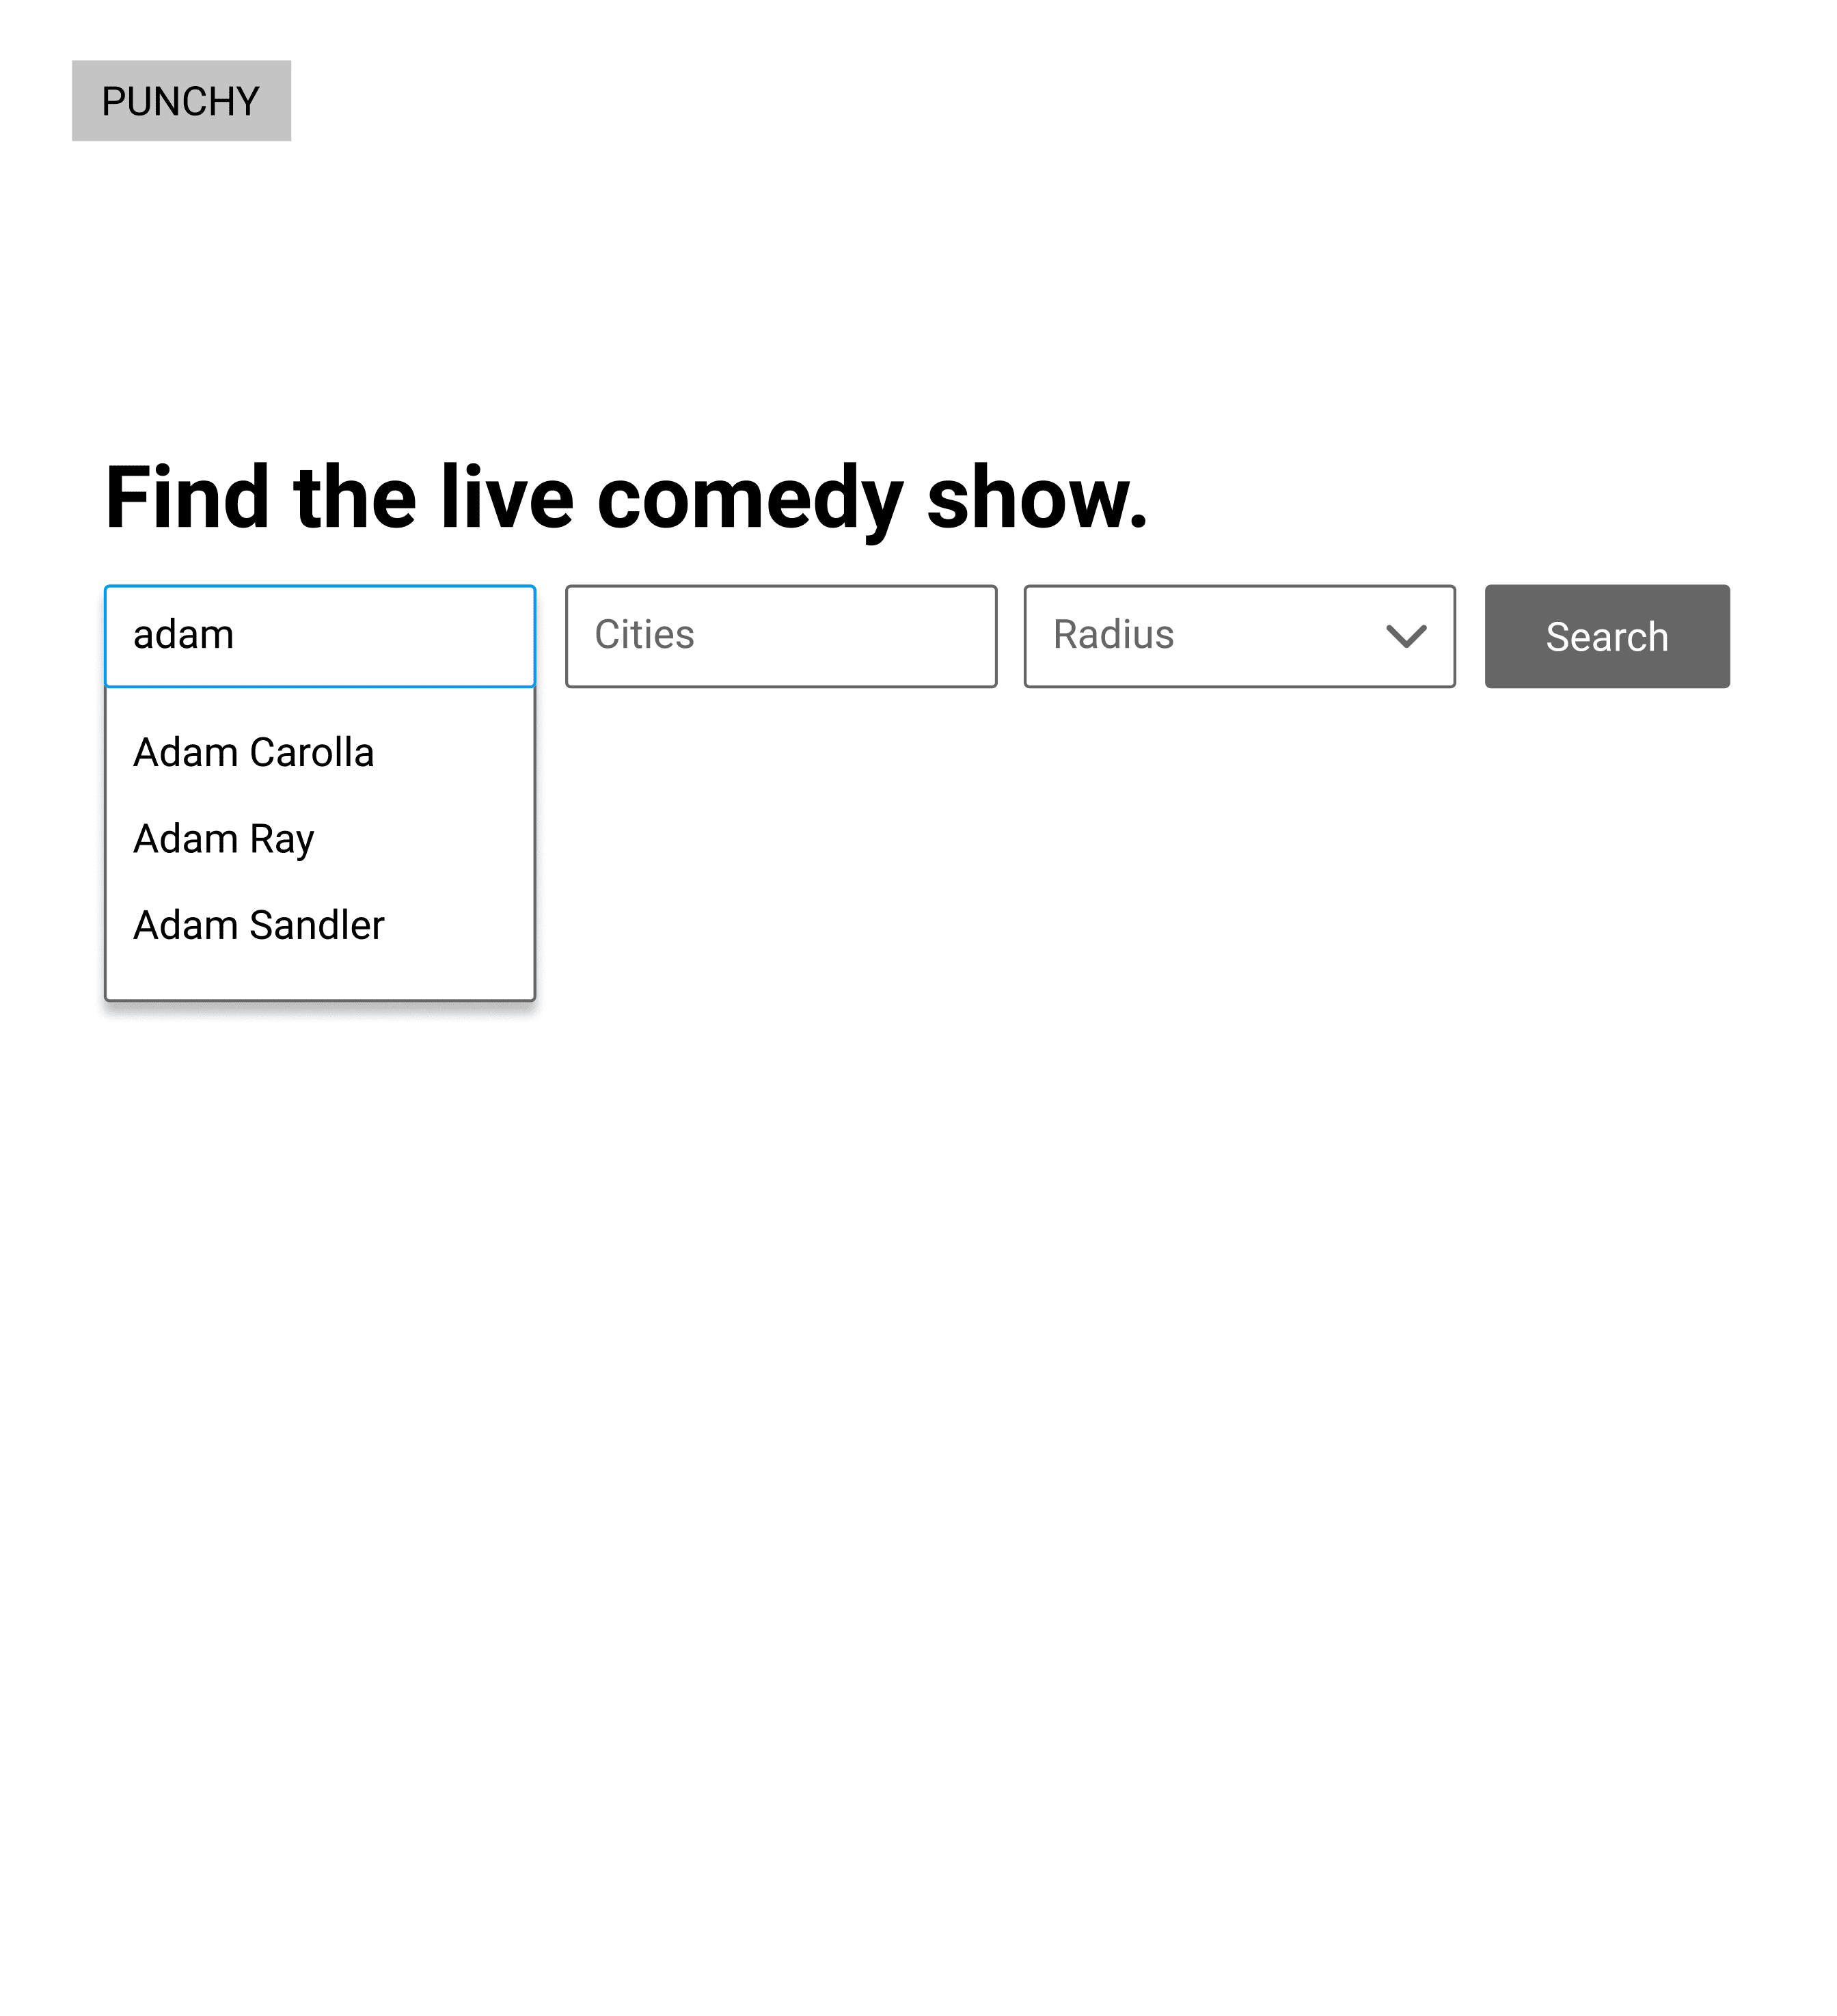 PUNCHY
Find the live comedy show.
adam
Cities
Radius
Search
Adam Carolla
Adam Ray
Adam Sandler